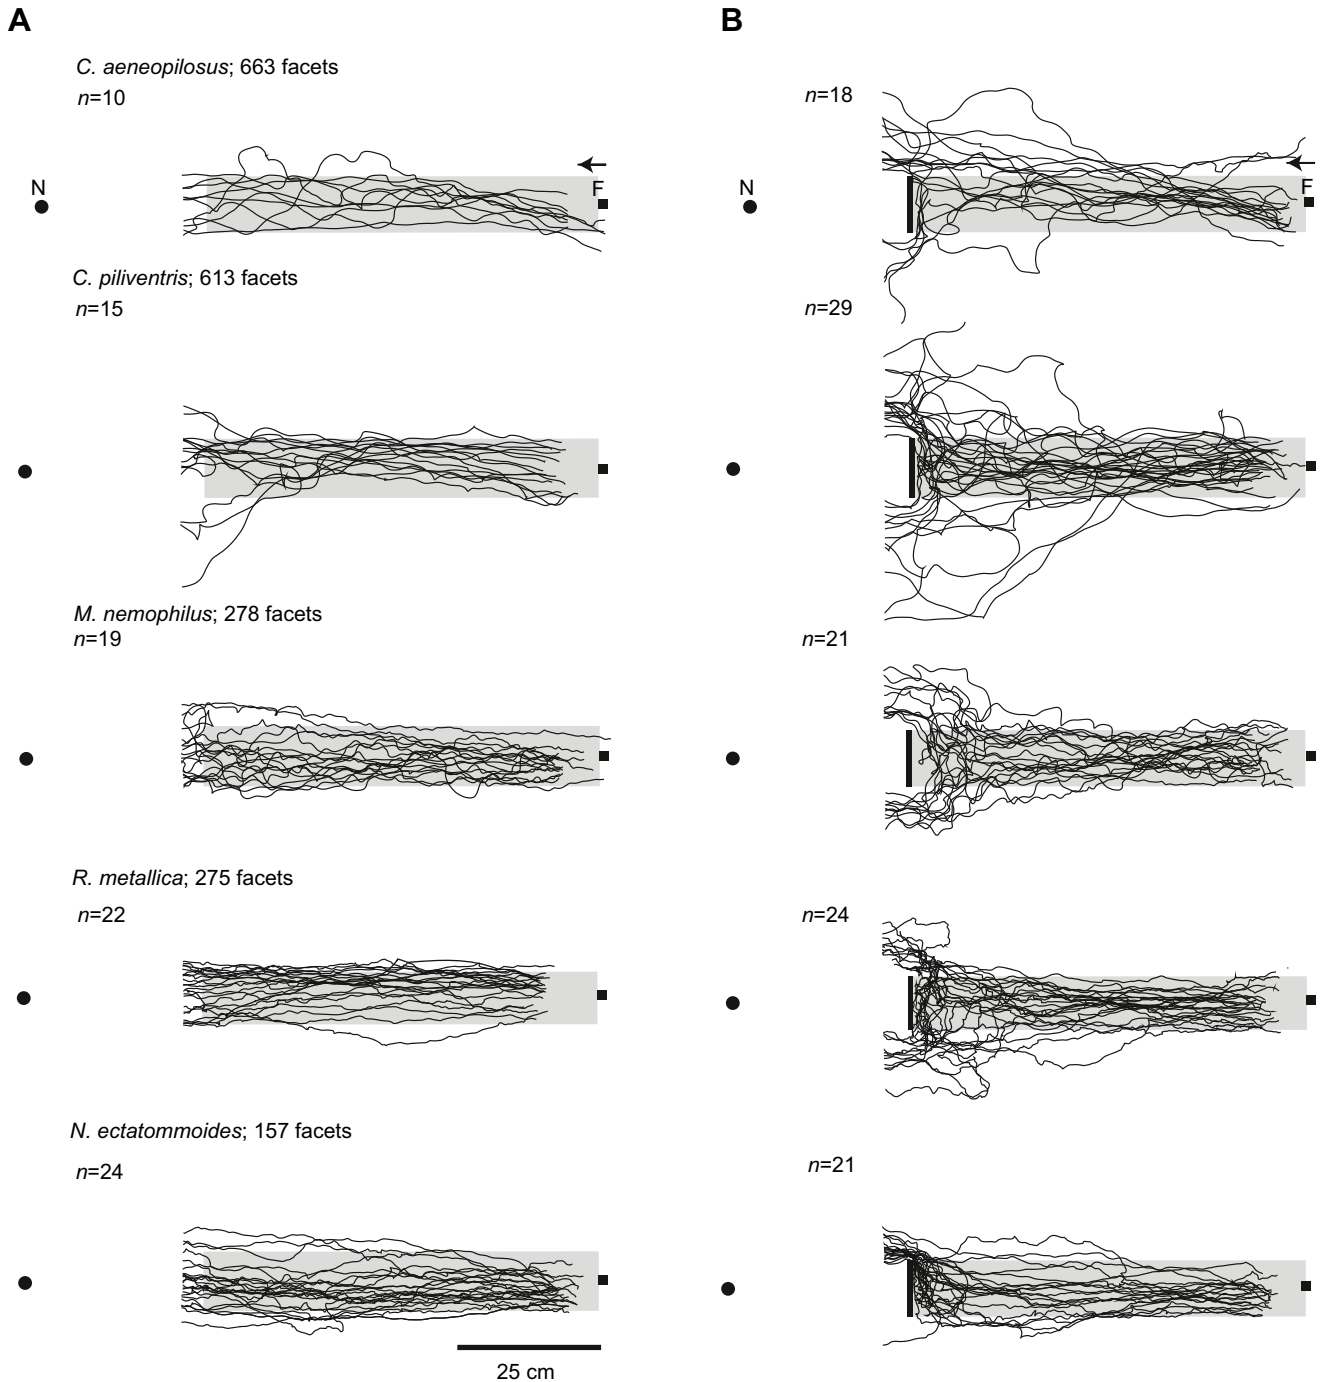 A
B
C. aeneopilosus; 663 facets
n=10
n=18
N
F
N
F
C. piliventris; 613 facets
n=15
n=29
M. nemophilus; 278 facets
n=19
n=21
R. metallica; 275 facets
n=22
n=24
N. ectatommoides; 157 facets
n=24
n=21
25 cm